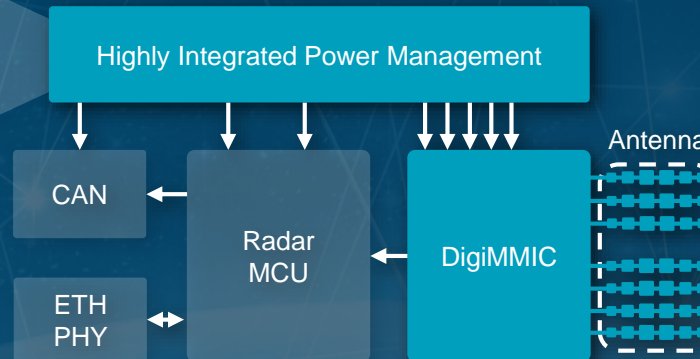 Highly Integrated Power Management
Antenna
CAN
Radar
MCU
DigiMMIC
ETH
PHY